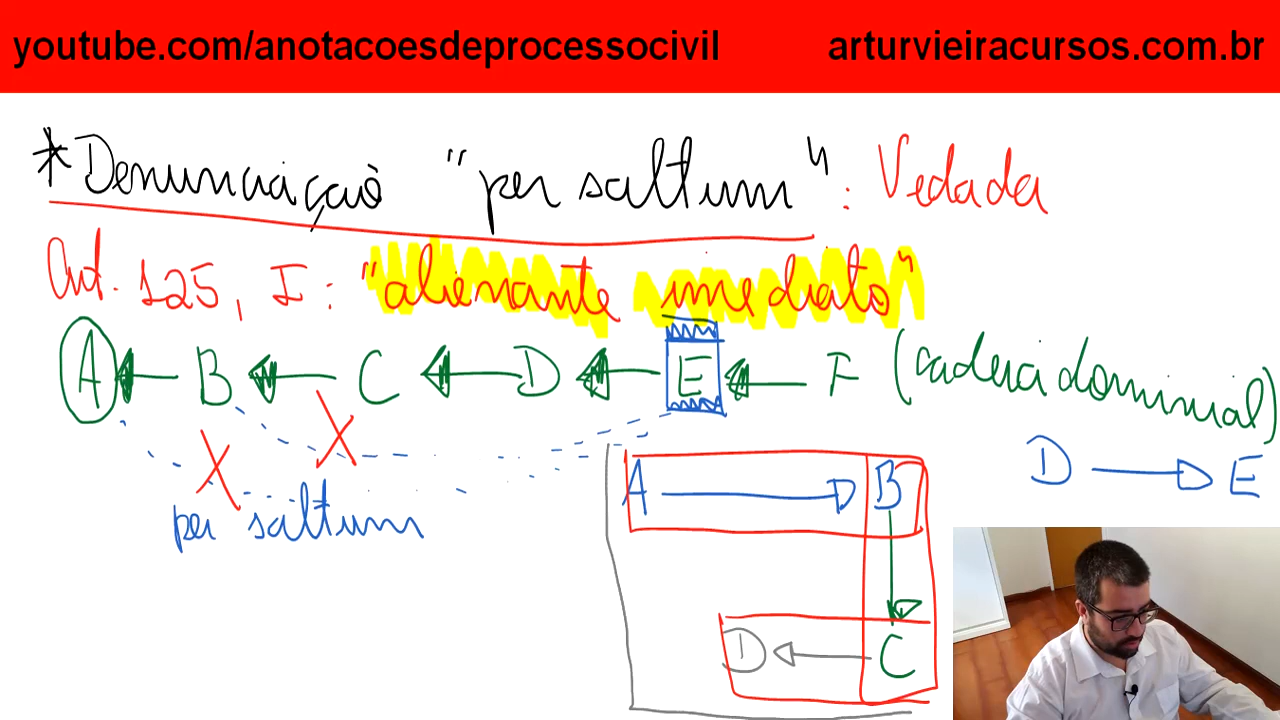 youtube.com/anotacoesdeprocessocivil arturvieiracursos.com.br
* Denunciação "per saltum": Vedada
Art. 125, I: "alienante imediato"
A B C D E F (cadeia dominial)
D E
A B
per saltum
D C